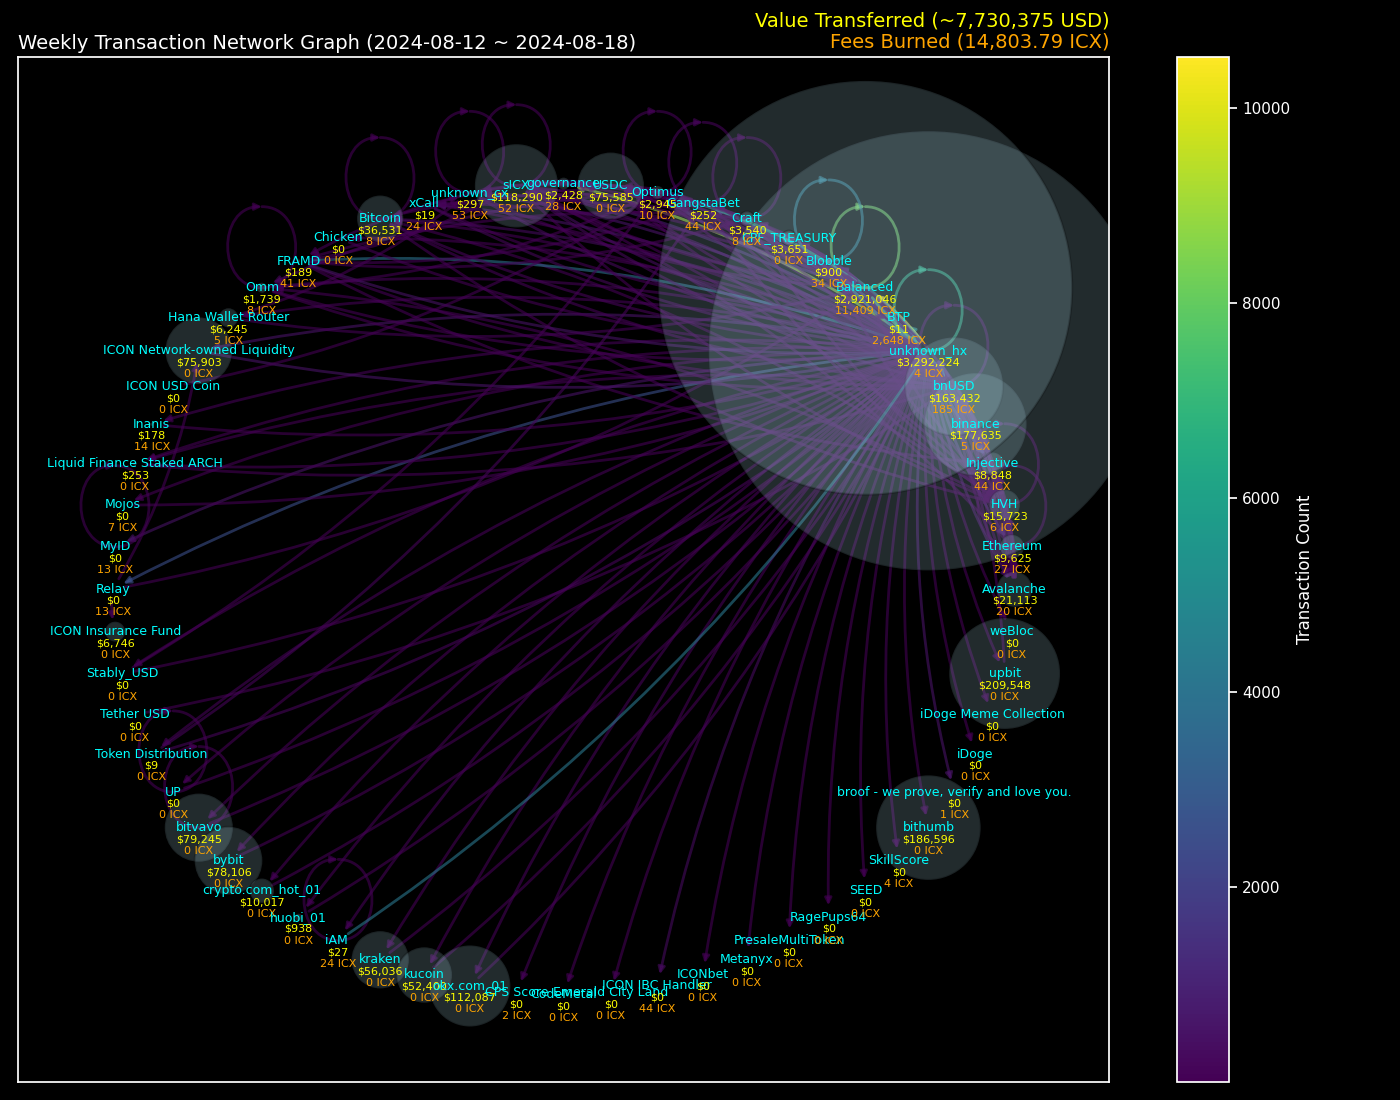 Value Transferred (~7,730,375 USD)
Weekly Transaction Network Graph (2024-08-12 ~ 2024-08-18)
Fees Burned (14,803.79 ICX)
governance
$2,428
28 ICX
sICX
$118,290
52 ICX
USDC
$75,585
0 ICX
unknown_cx
$297
53 ICX
Optimus
$2,945
10 ICX
xCall
$19
24 ICX
GangstaBet
$252
44 ICX
Bitcoin
$36,531
8 ICX
Craft
$3,540
8 ICX
Chicken
$0
0 ICX
CPF_TREASURY
$3,651
0 ICX
FRAMD
$189
41 ICX
Blobble
$900
34 ICX
Omm
$1,739
8 ICX
Balanced
$2,921,046
11,409 ICX
Hana Wallet Router
$6,245
5 ICX
BTP
$11
2,648 ICX
ICON Network-owned Liquidity
$75,903
0 ICX
unknown_hx
$3,292,224
4 ICX
ICON USD Coin
$0
0 ICX
bnUSD
$163,432
185 ICX
Inanis
$178
14 ICX
binance
$177,635
5 ICX
Liquid Finance Staked ARCH
$253
0 ICX
Injective
$8,848
44 ICX
Mojos
$0
7 ICX
HVH
$15,723
6 ICX
MyID
$0
13 ICX
Ethereum
$9,625
27 ICX
Relay
$0
13 ICX
Avalanche
$21,113
20 ICX
ICON Insurance Fund
$6,746
0 ICX
weBloc
$0
0 ICX
Stably_USD
$0
0 ICX
upbit
$209,548
0 ICX
Tether USD
$0
0 ICX
iDoge Meme Collection
$0
0 ICX
Token Distribution
$9
0 ICX
iDoge
$0
0 ICX
UP
$0
0 ICX
broof - we prove, verify and love you.
$0
1 ICX
bitvavo
$79,245
0 ICX
bithumb
$186,596
0 ICX
bybit
$78,106
0 ICX
SkillScore
$0
4 ICX
crypto.com_hot_01
$10,017
0 ICX
SEED
$0
0 ICX
huobi_01
$938
0 ICX
RagePups64
$0
0 ICX
iAM
$27
24 ICX
PresaleMultiToken
$0
0 ICX
kraken
$56,036
0 ICX
Metanyx
$0
0 ICX
kucoin
$52,400
0 ICX
ICONbet
$0
0 ICX
$112,087
0 ICX
ICON IBC Handler
$0
44 ICX
GPS Score
$0
2 ICX
CodeMetal
$0
0 ICX
Emerald City Land
$0
0 ICX
10000
8000
6000
4000
2000
Transaction Count